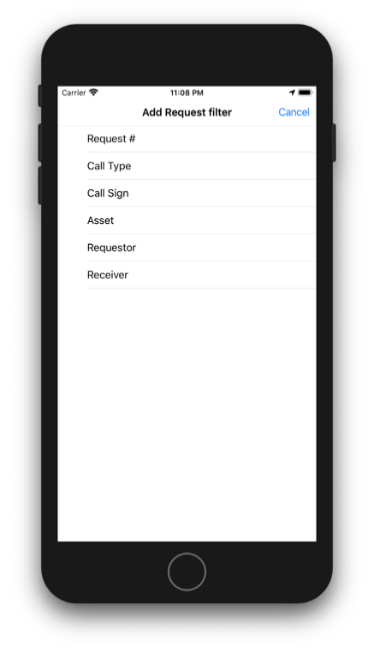 Carrier 11:08 PM
Add Request filter Cancel
Request #
Call Type
Call Sign
Asset
Requestor
Receiver